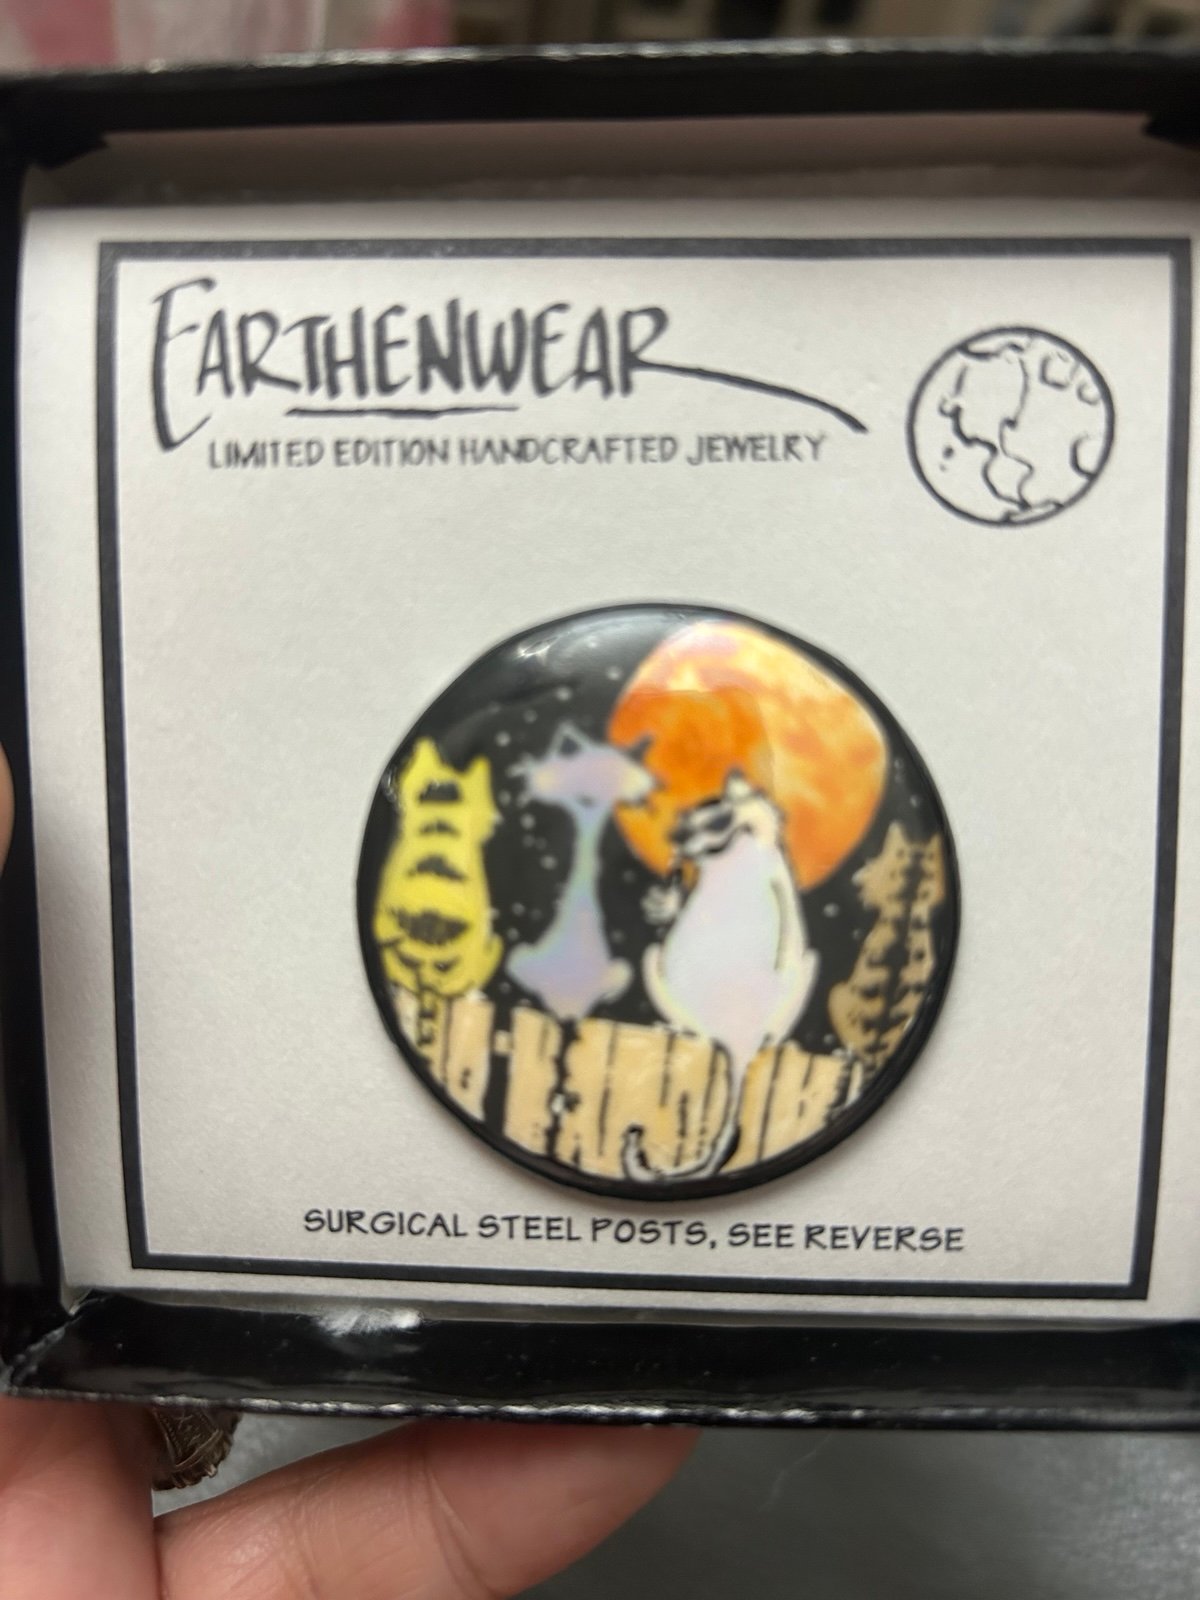 EARTHENWEAR
LIMITED EDITION HANDCRAFTED JEWELRY
SURGICAL STEEL POSTS, SEE REVERSE